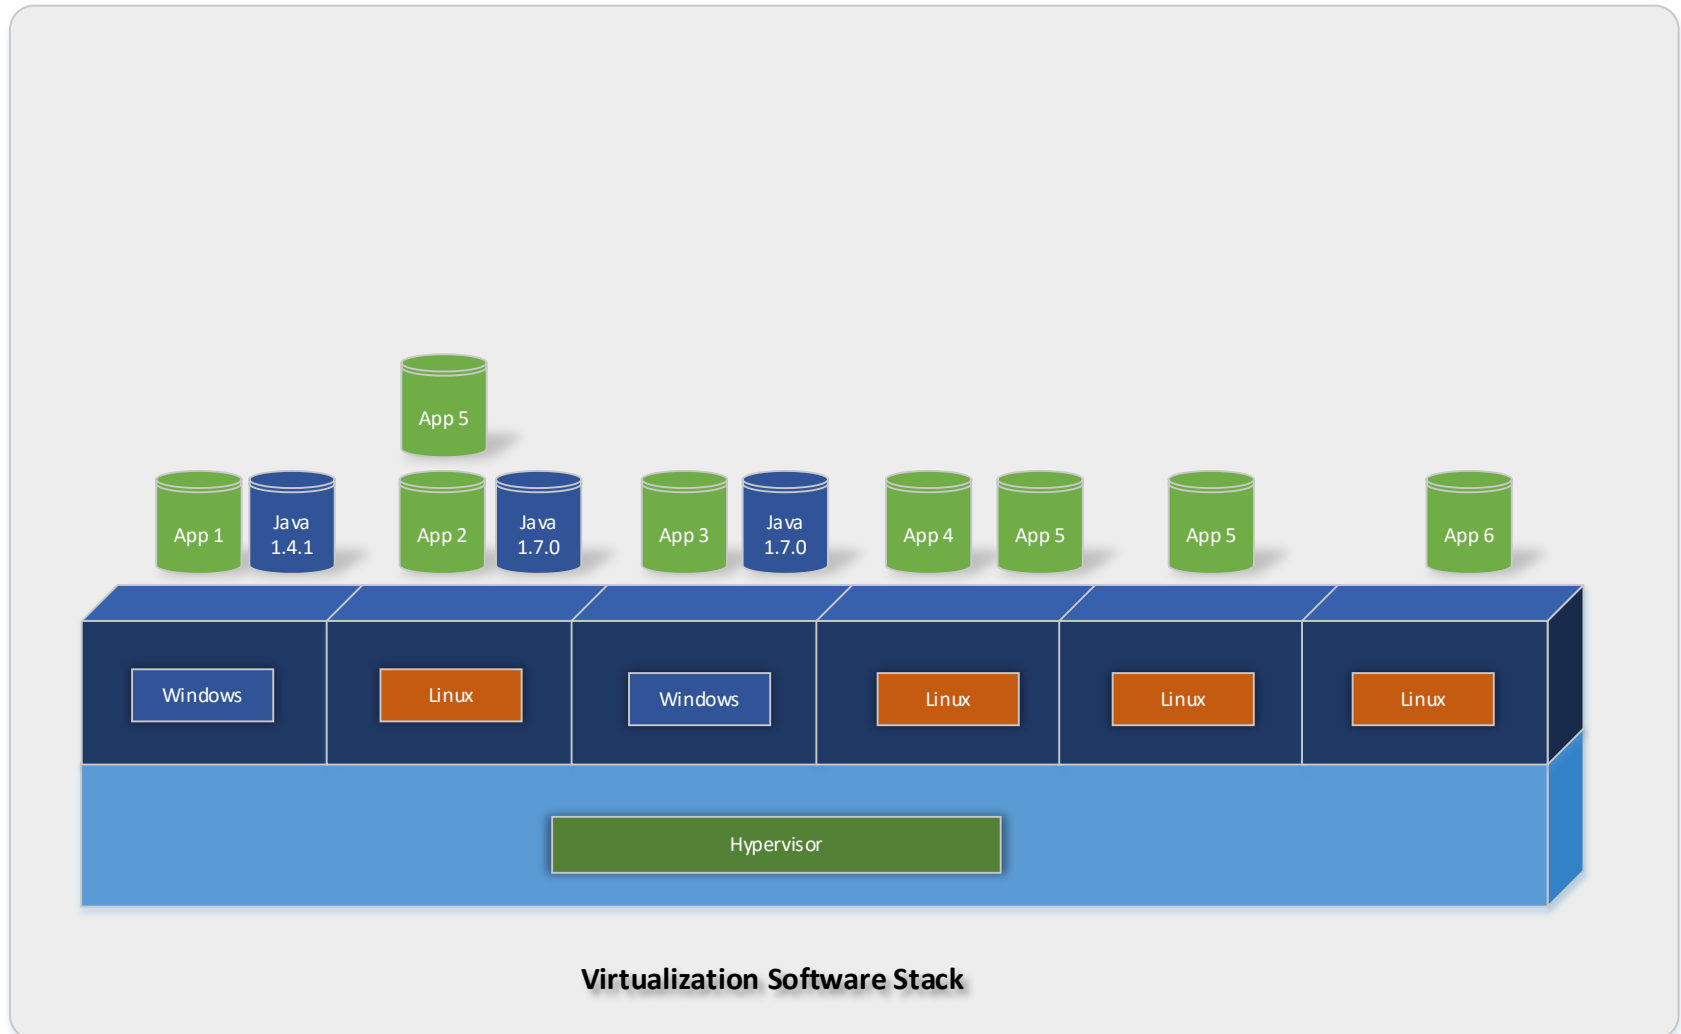 App 5
App 1
Java
1.4.1
App 2
Java
1.7.0
App 3
Java
1.7.0
App 4
App 5
App 5
App 6
Windows
Linux
Windows
Linux
Linux
Linux
Hypervisor
Virtualization Software Stack